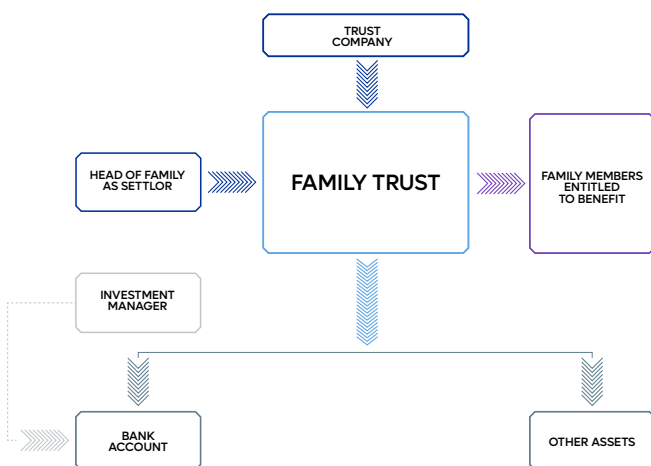 TRUST
COMPANY
HEAD OF FAMILY
AS SETTLOR
FAMILY TRUST
FAMILY MEMBERS
ENTITLED
TO BENEFIT
INVESTMENT
MANAGER
BANK
ACCOUNT
OTHER ASSETS